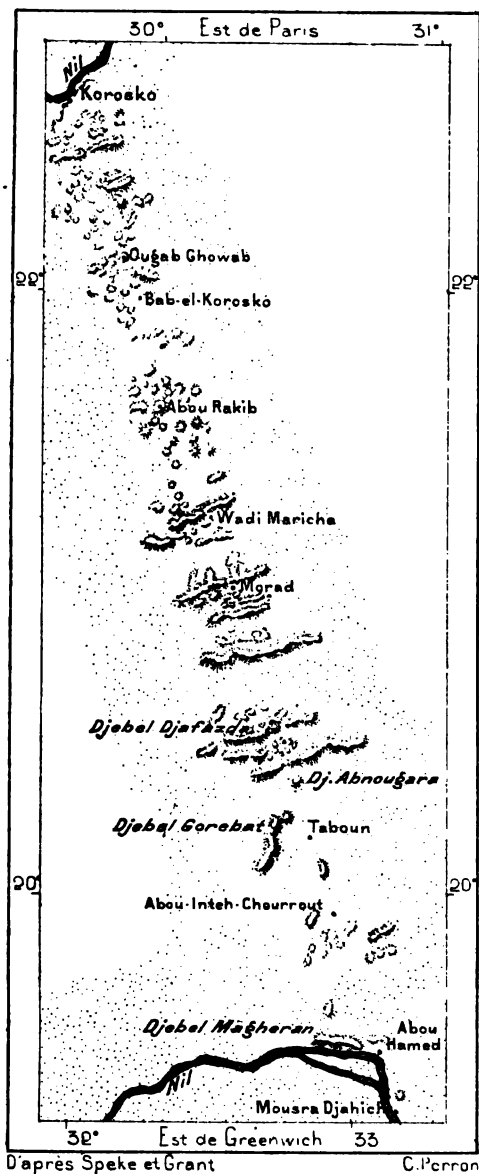 30° Est de Paris 31°
Nil
Korosko
Ougab Ghowab
22° 22°
Bab-el-Korosko
Abou Rakib
Wadi Maricha
Morad
Djebel Djafhzda
Dj. Abnougara
Djebel Gorebat
Taboun
20° 20°
Abou-Inteh-Chourrout
Djebel Magheran
Abou
Hamed
Nil
Mousra Djahich
32° Est de Greenwich 33
D'après Speke et Grant C. Perron